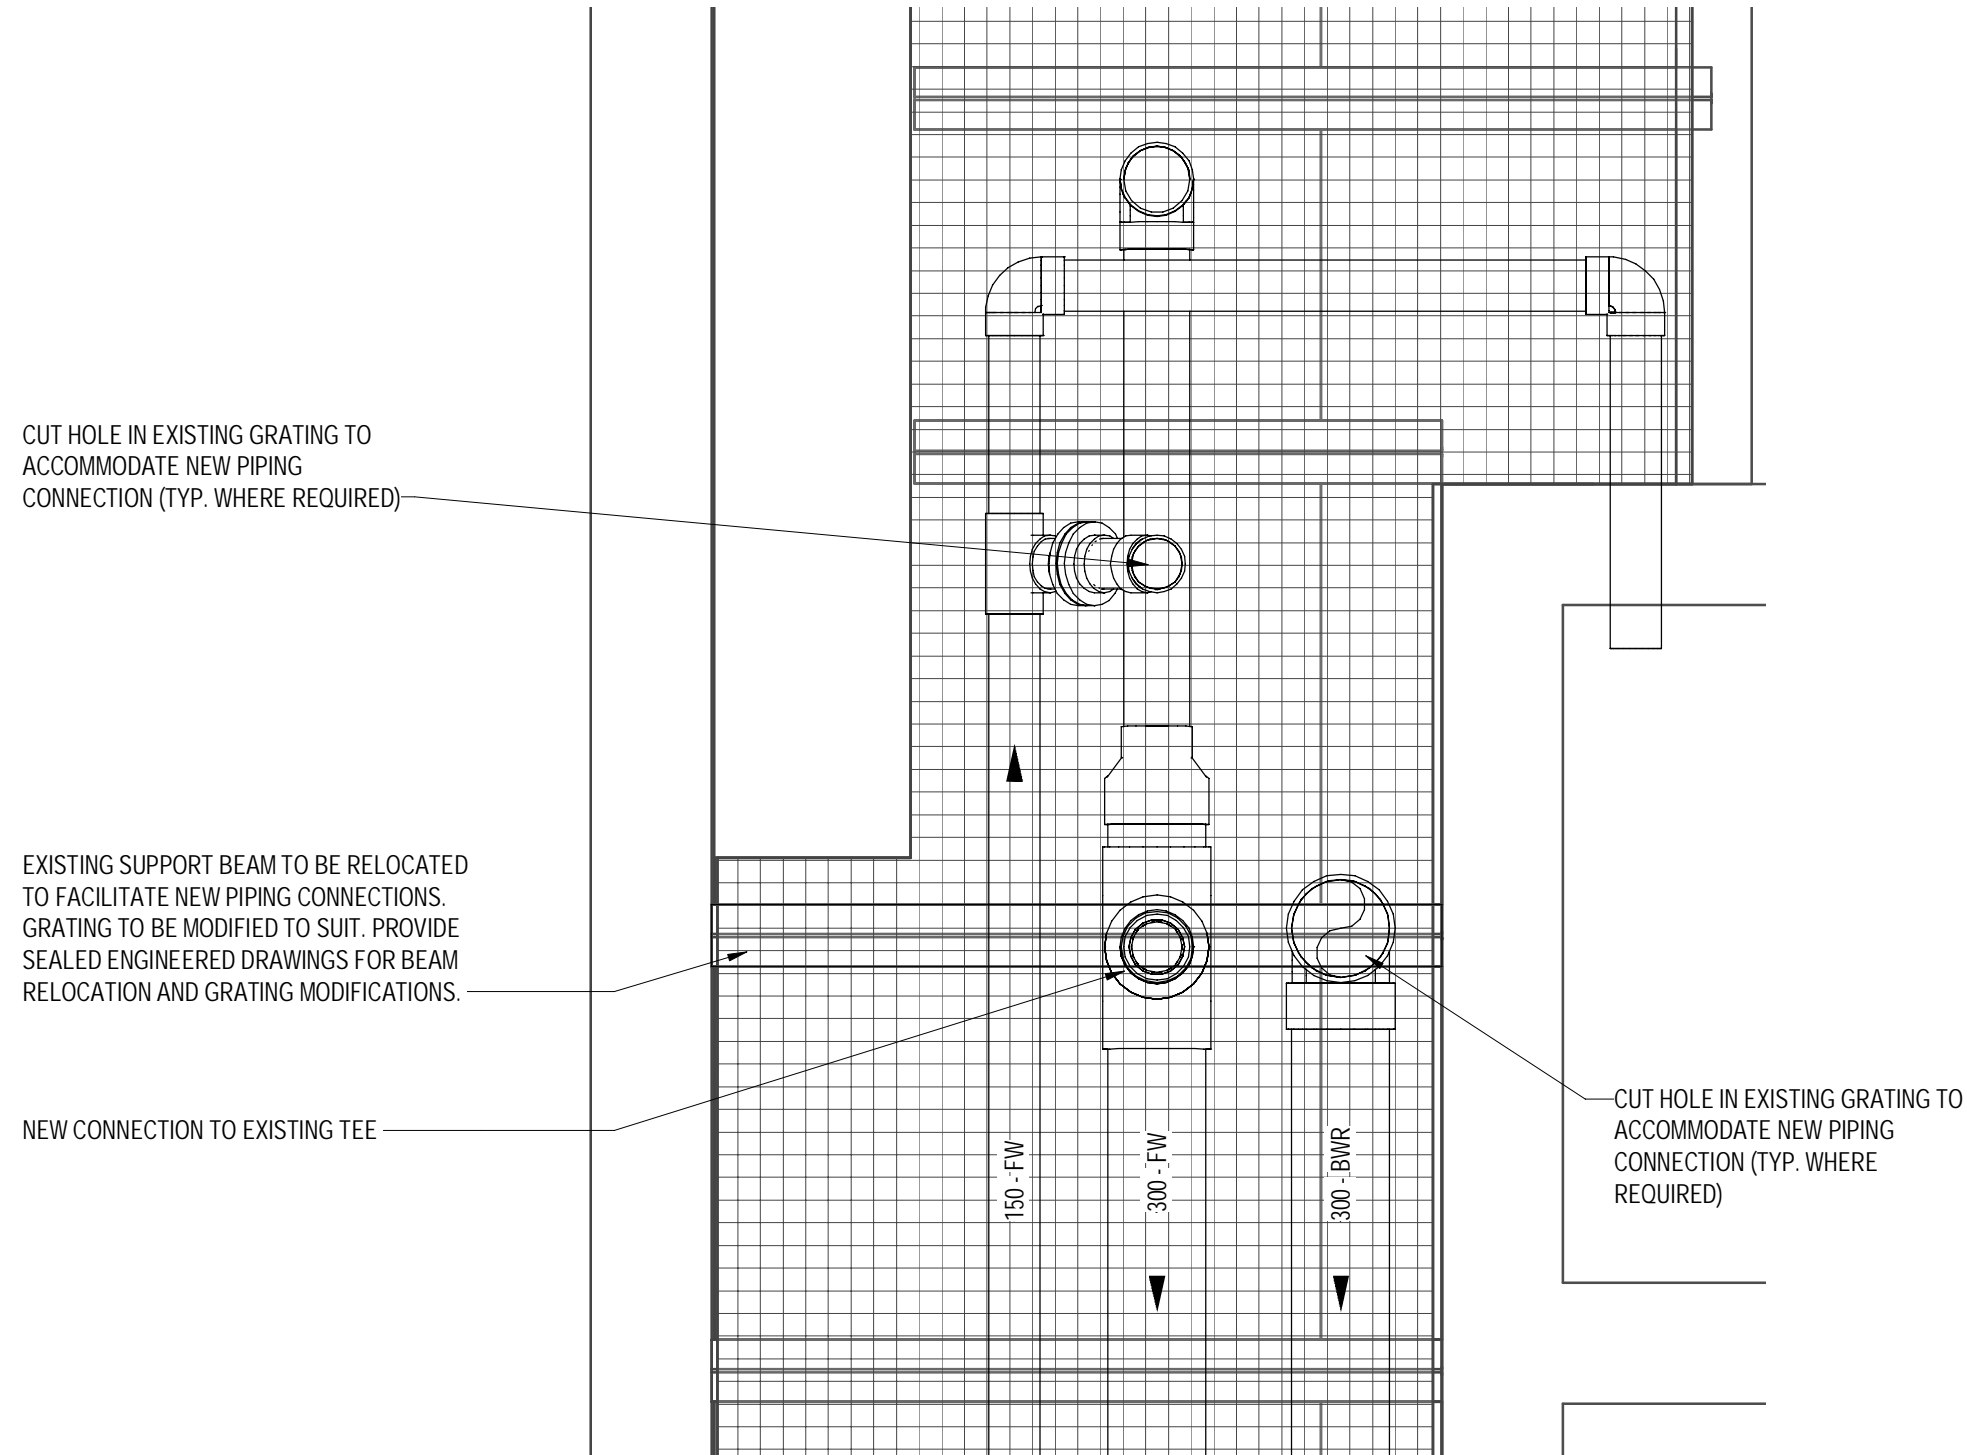 CUT HOLE IN EXISTING GRATING TO
ACCOMMODATE NEW PIPING
CONNECTION (TYP. WHERE REQUIRED)
EXISTING SUPPORT BEAM TO BE RELOCATED
TO FACILITATE NEW PIPING CONNECTIONS.
GRATING TO BE MODIFIED TO SUIT. PROVIDE
SEALED ENGINEERED DRAWINGS FOR BEAM
RELOCATION AND GRATING MODIFICATIONS.
NEW CONNECTION TO EXISTING TEE
150 - FW
300 - FW
300 - BWR
CUT HOLE IN EXISTING GRATING TO
ACCOMMODATE NEW PIPING
CONNECTION (TYP. WHERE
REQUIRED)